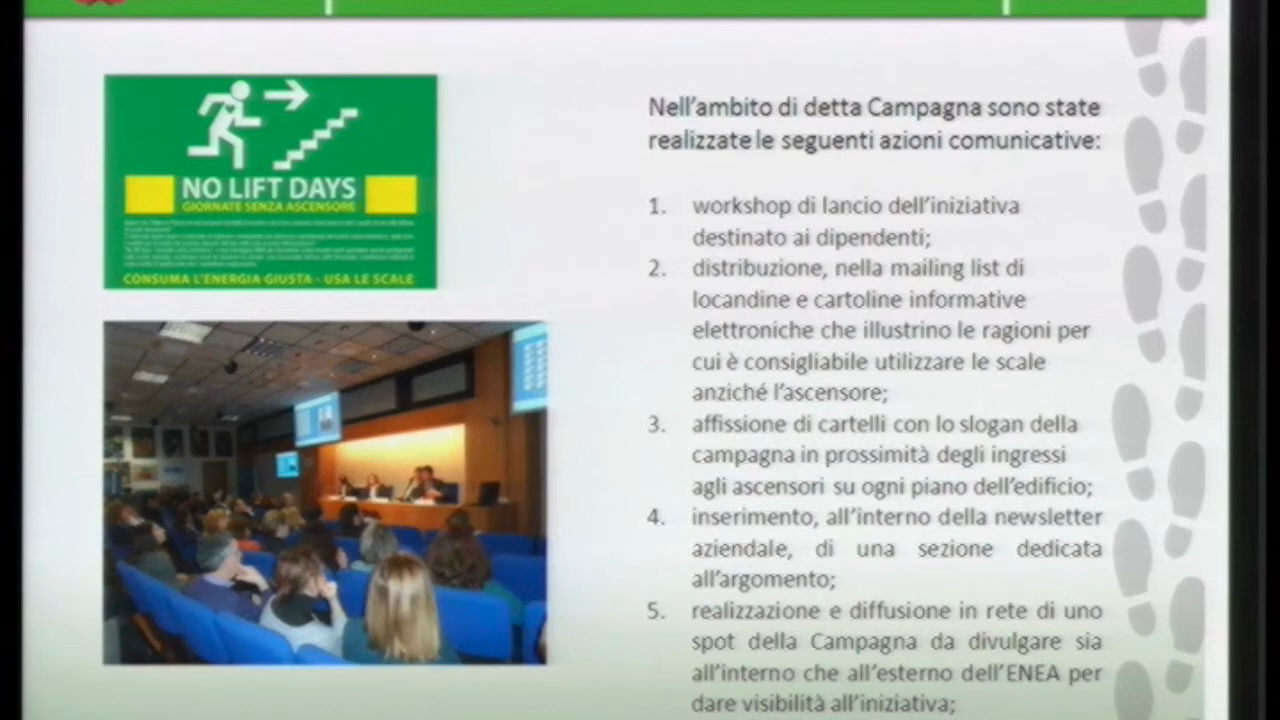 NO LIFT DAYS
GIORNATE SENZA ASCENSORE
CONSUMA L'ENERGIA GIUSTA - USA LE SCALE
Nell'ambito di detta Campagna sono state
realizzate le seguenti azioni comunicative:
1. workshop di lancio dell'iniziativa
destinato ai dipendenti;
2. distribuzione, nella mailing list di
locandine e cartoline informative
elettroniche che illustrino le ragioni per
cui è consigliabile utilizzare le scale
anziché l'ascensore;
3. affissione di cartelli con lo slogan della
campagna in prossimità degli ingressi
agli ascensori su ogni piano dell'edificio;
4. inserimento, all'interno della newsletter
aziendale, di una sezione dedicata
all'argomento;
5. realizzazione e diffusione in rete di uno
spot della Campagna da divulgare sia
all'interno che all'esterno dell'ENEA per
dare visibilità all'iniziativa;